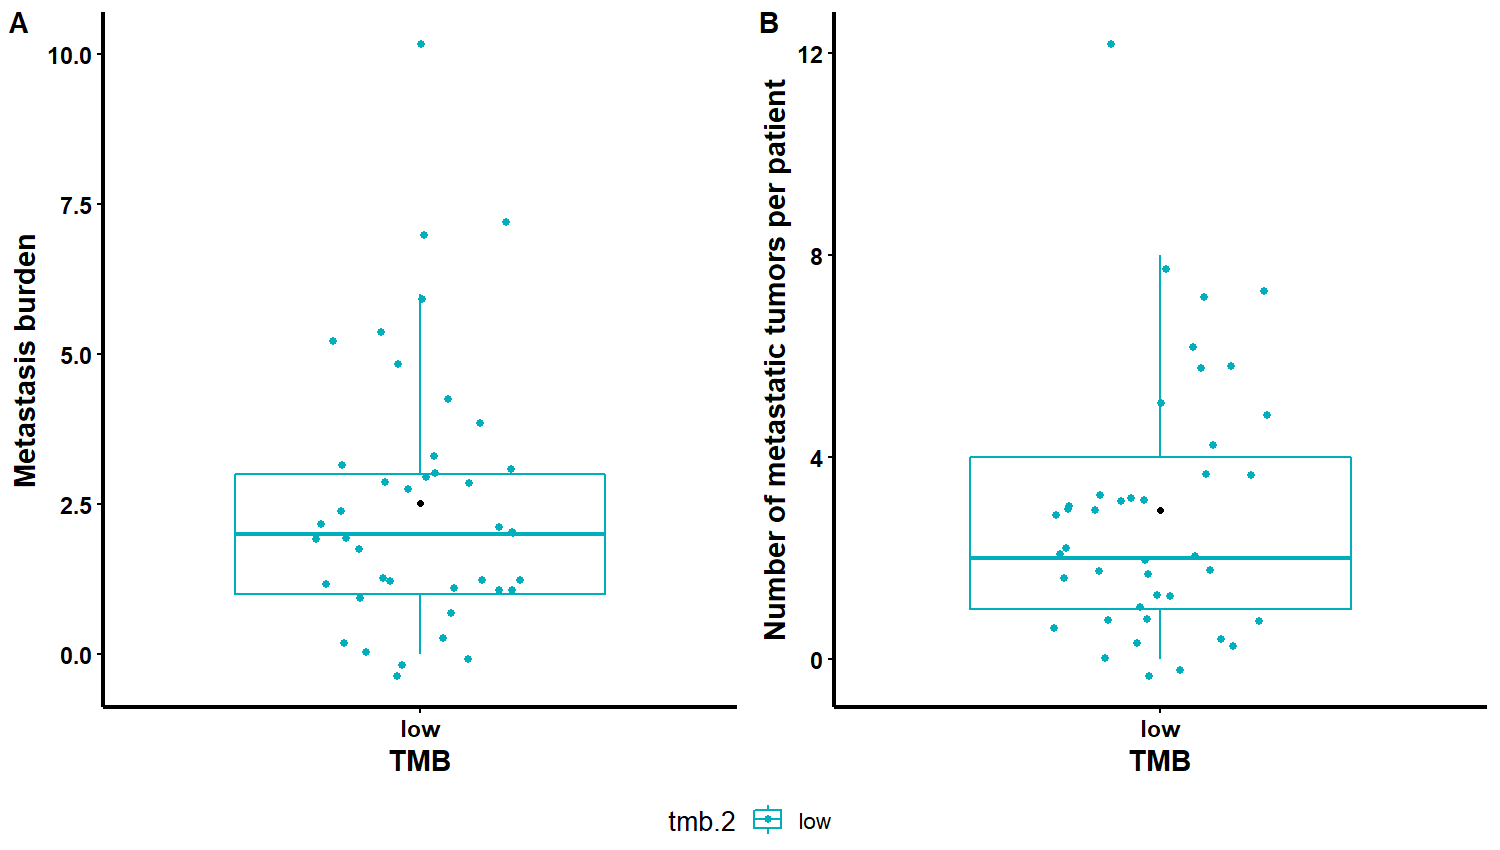 A
Metastasis burden
10.0
7.5
5.0
2.5
0.0
low
TMB
B
Number of metastatic tumors per patient
12
8
4
0
low
TMB
tmb.2 low